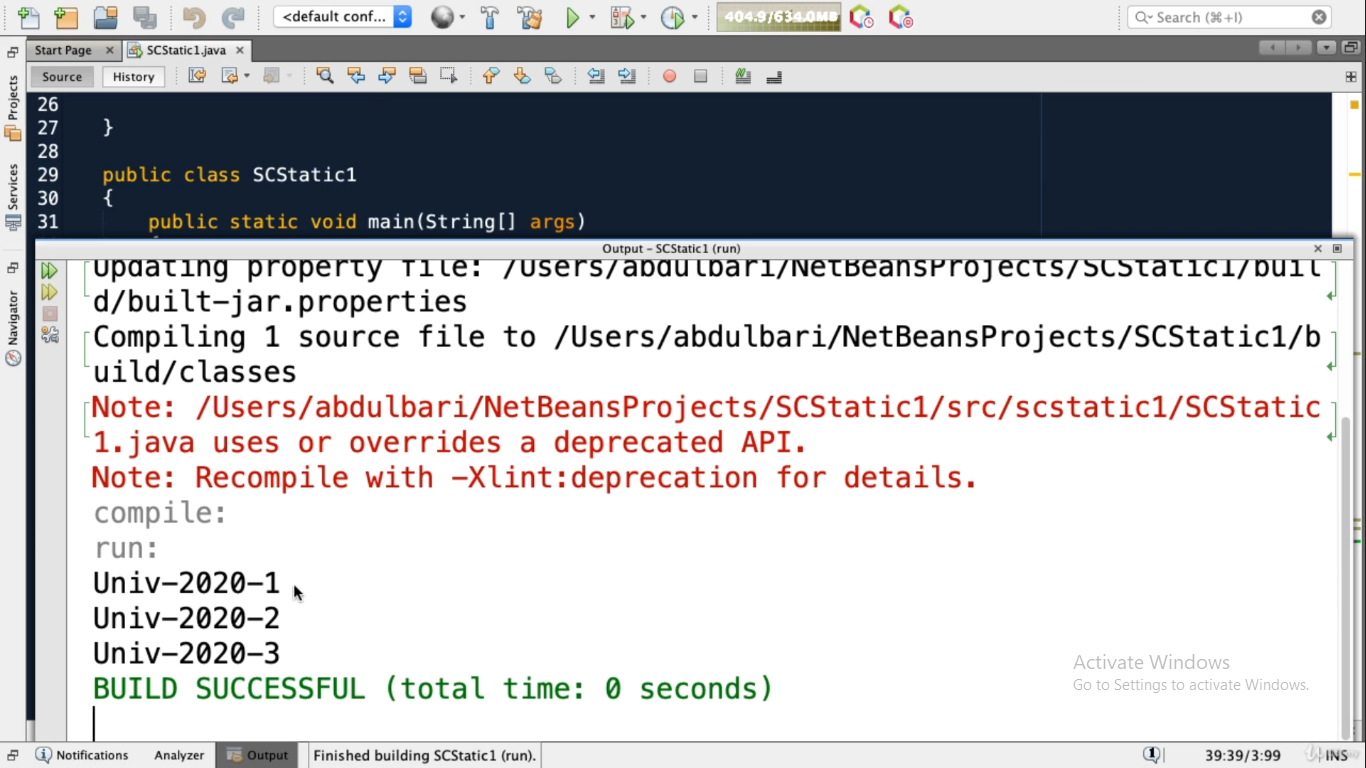 <default conf...
404.9/634.0MB
Search (⌘+I)
Start Page
SCStatic1.java
Source
History
Projects
Services
Navigator
26
27 }
28
29 public class SCStatic1
30 {
31 public static void main(String[] args)
Output - SCStatic1 (run)
Updating property file: /Users/abdulbari/NetBeansProjects/SCStatic1/buil
d/built-jar.properties
Compiling 1 source file to /Users/abdulbari/NetBeansProjects/SCStatic1/b
uild/classes
Note: /Users/abdulbari/NetBeansProjects/SCStatic1/src/scstatic1/SCStatic
1.java uses or overrides a deprecated API.
Note: Recompile with -Xlint:deprecation for details.
compile:
run:
Univ-2020-1
Univ-2020-2
Univ-2020-3
BUILD SUCCESSFUL (total time: 0 seconds)
Activate Windows
Go to Settings to activate Windows.
Notifications
Analyzer
Output
Finished building SCStatic1 (run).
1
39:39/3:99
INS